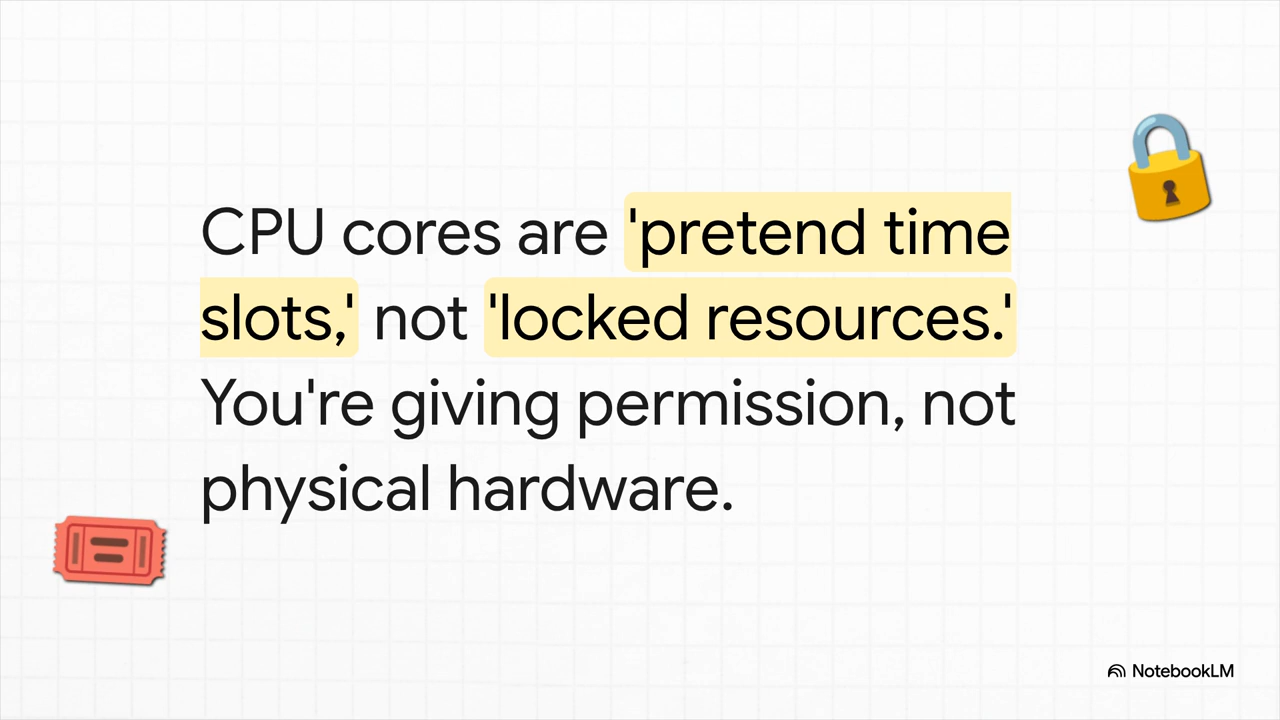 CPU cores are 'pretend time
slots,' not 'locked resources.'
You're giving permission, not
physical hardware.
NotebookLM